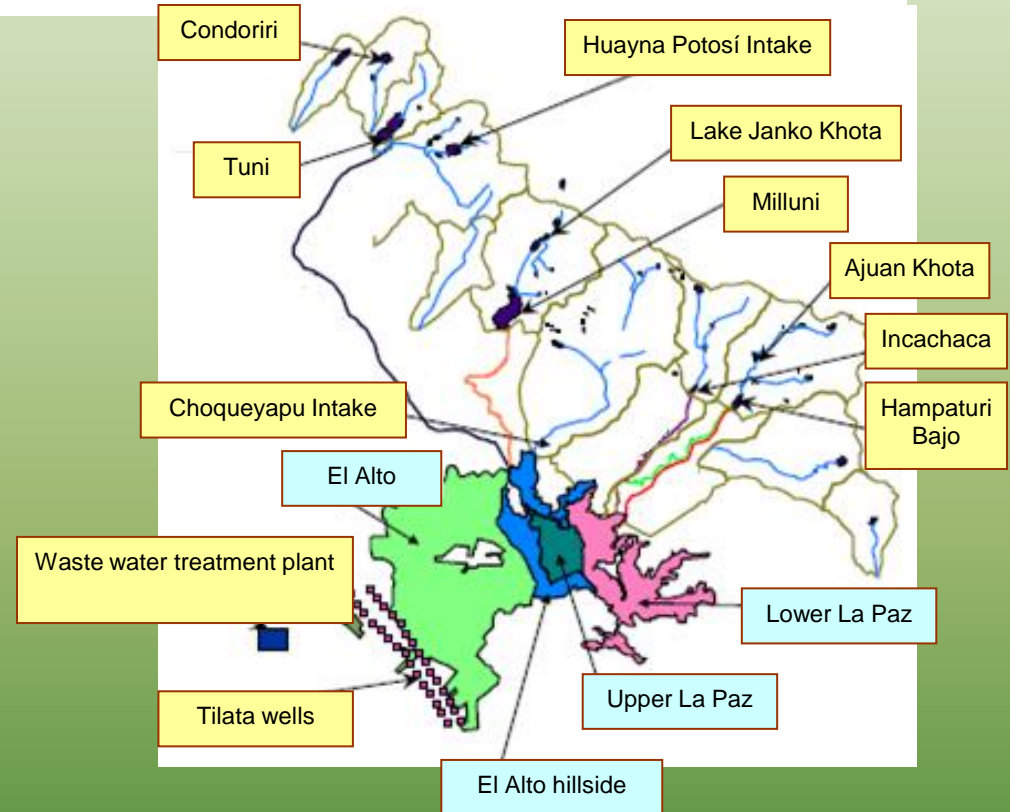 Condoriri
Huayna Potosí Intake
Lake Janko Khota
Tuni
Milluni
Ajuan Khota
Incachaca
Choqueyapu Intake
Hampaturi
Bajo
El Alto
Waste water treatment plant
Lower La Paz
Upper La Paz
Tilata wells
El Alto hillside